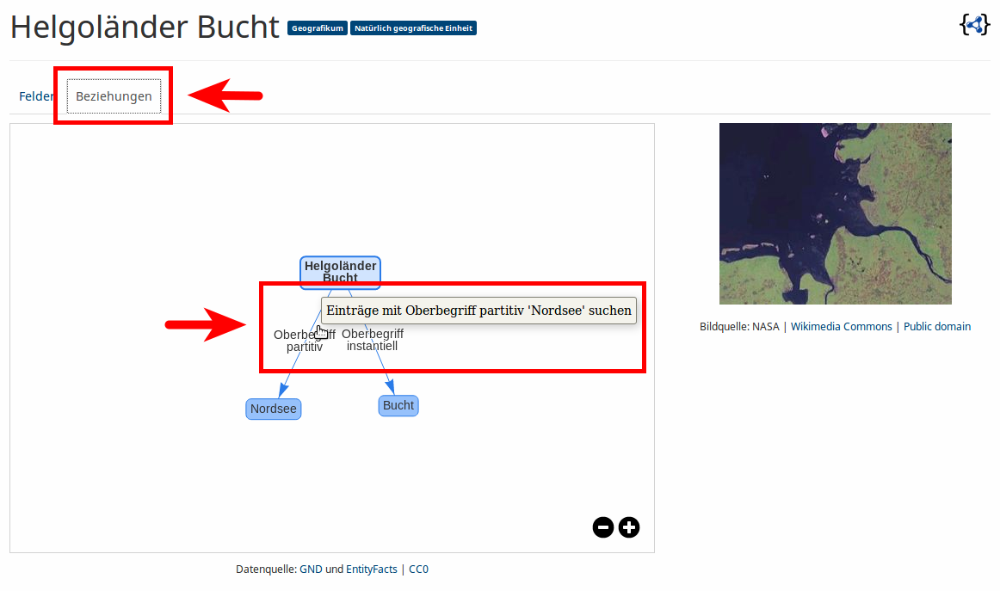 Helgoländer Bucht Geografikum Natürlich geografische Einheit
Felder Beziehungen
Helgoländer
Bucht
Einträge mit Oberbegriff partitiv 'Nordsee' suchen
Oberbegriff
partitiv
Oberbegriff
instantiell
Nordsee
Bucht
Bildquelle: NASA | Wikimedia Commons | Public domain
Datenquelle: GND und EntityFacts | CC0